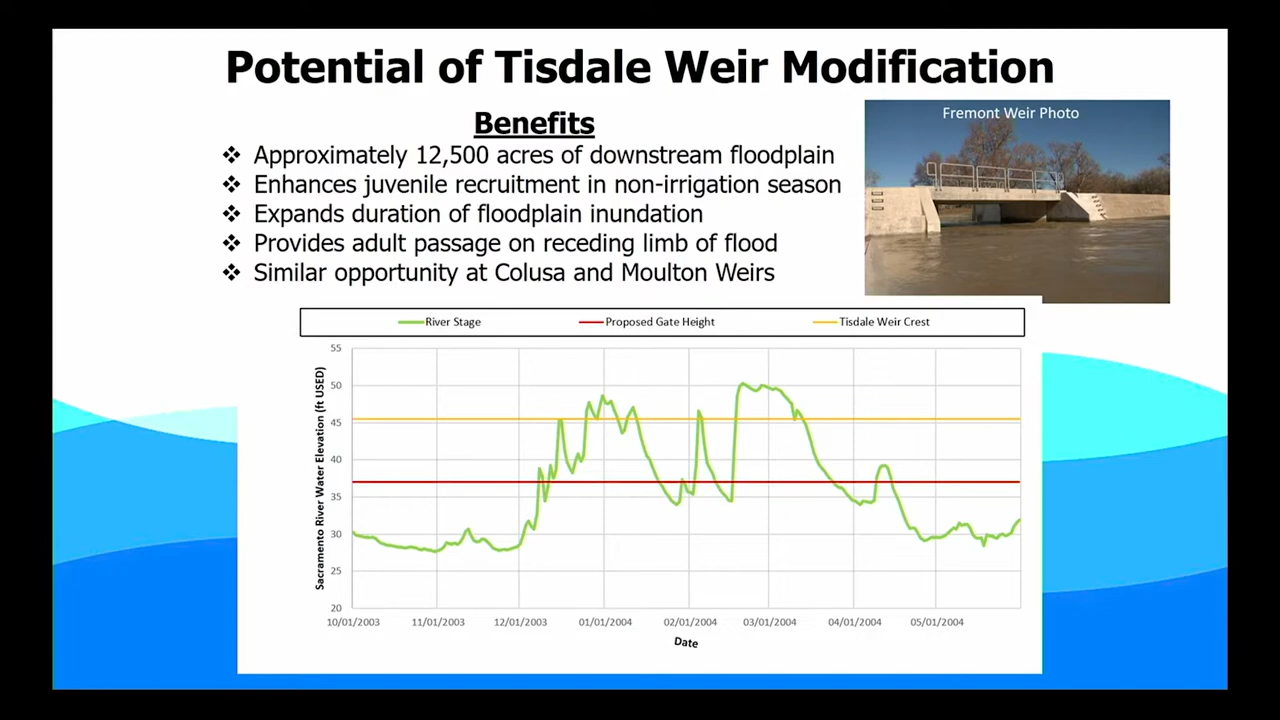 Potential of Tisdale Weir Modification
Benefits
❖ Approximately 12,500 acres of downstream floodplain
❖ Enhances juvenile recruitment in non-irrigation season
❖ Expands duration of floodplain inundation
❖ Provides adult passage on receding limb of flood
❖ Similar opportunity at Colusa and Moulton Weirs
Fremont Weir Photo
River Stage
Proposed Gate Height
Tisdale Weir Crest
Sacramento River Water Elevation (ft USED)
55
50
45
40
35
30
25
20
10/01/2003 11/01/2003 12/01/2003 01/01/2004 02/01/2004 03/01/2004 04/01/2004 05/01/2004
Date